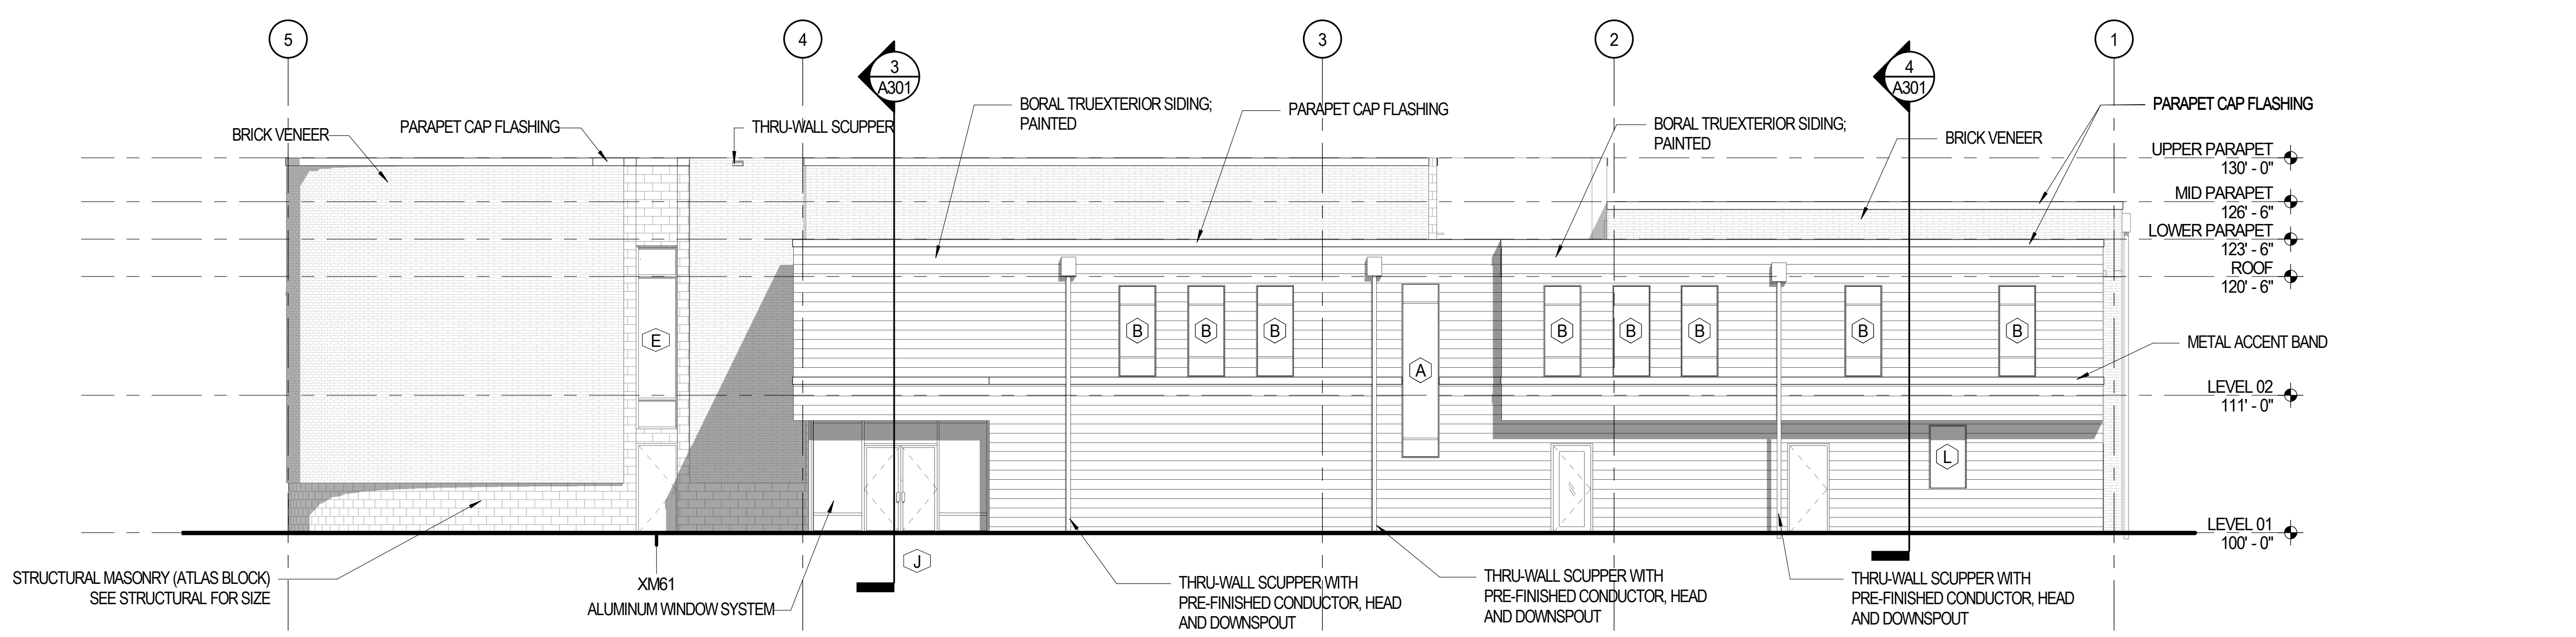 5
4
3
2
1
3
A301
4
A301
BRICK VENEER
PARAPET CAP FLASHING
THRU-WALL SCUPPER
BORAL TRUEXTERIOR SIDING;
PAINTED
PARAPET CAP FLASHING
BORAL TRUEXTERIOR SIDING;
PAINTED
BRICK VENEER
PARAPET CAP FLASHING
UPPER PARAPET
130' - 0"
MID PARAPET
126' - 6"
LOWER PARAPET
123' - 6"
ROOF
120' - 6"
METAL ACCENT BAND
LEVEL 02
111' - 0"
LEVEL 01
100' - 0"
E
B
B
B
A
B
B
B
B
B
L
J
STRUCTURAL MASONRY (ATLAS BLOCK)
SEE STRUCTURAL FOR SIZE
XM61
ALUMINUM WINDOW SYSTEM
THRU-WALL SCUPPER WITH
PRE-FINISHED CONDUCTOR, HEAD
AND DOWNSPOUT
THRU-WALL SCUPPER WITH
PRE-FINISHED CONDUCTOR, HEAD
AND DOWNSPOUT
THRU-WALL SCUPPER WITH
PRE-FINISHED CONDUCTOR, HEAD
AND DOWNSPOUT